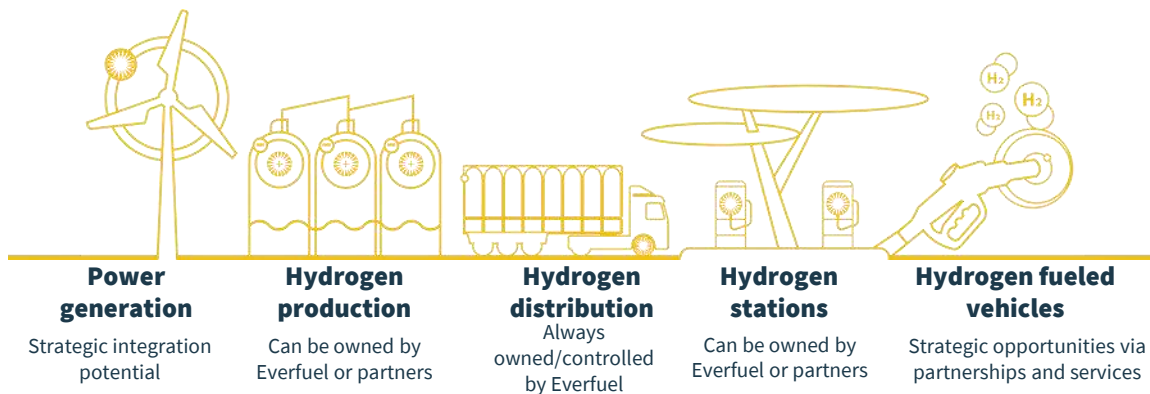 H₂
H₂
H₂
Power
generation
Strategic integration
potential
Hydrogen
production
Can be owned by
Everfuel or partners
Hydrogen
distribution
Always
owned/controlled
by Everfuel
Hydrogen
stations
Can be owned by
Everfuel or partners
Hydrogen fueled
vehicles
Strategic opportunities via
partnerships and services